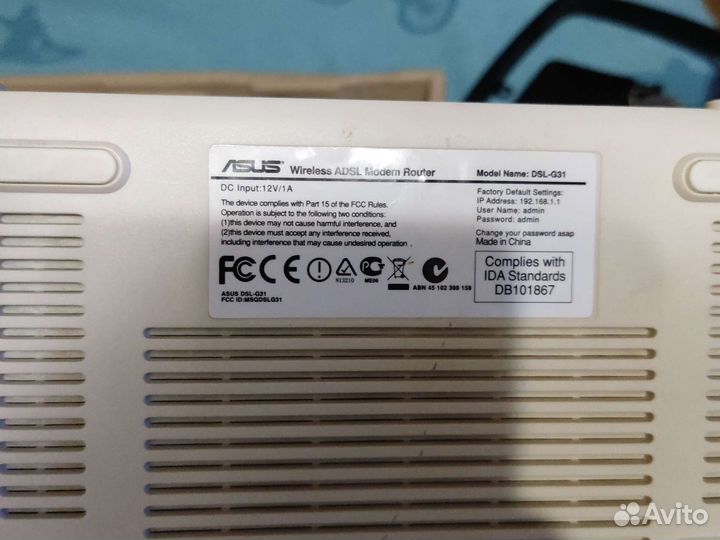 ASUS Wireless ADSL Modem Router Model Name: DSL-G31
DC Input:12V/1A
The device complies with Part 15 of the FCC Rules.
Operation is subject to the following two conditions:
(1)this device may not cause harmful interference, and
(2)this device must accept any interference received,
including interference that may cause undesired operation.
Factory Default Settings:
IP Address: 192.168.1.1
User Name: admin
Password: admin
Change your password asap
Made in China
FC CE
N13219
ME06
ABN 45 102 398 158
ASUS DSL-G31
FCC ID:MSQDSLG31
Complies with
IDA Standards
DB101867
Avito